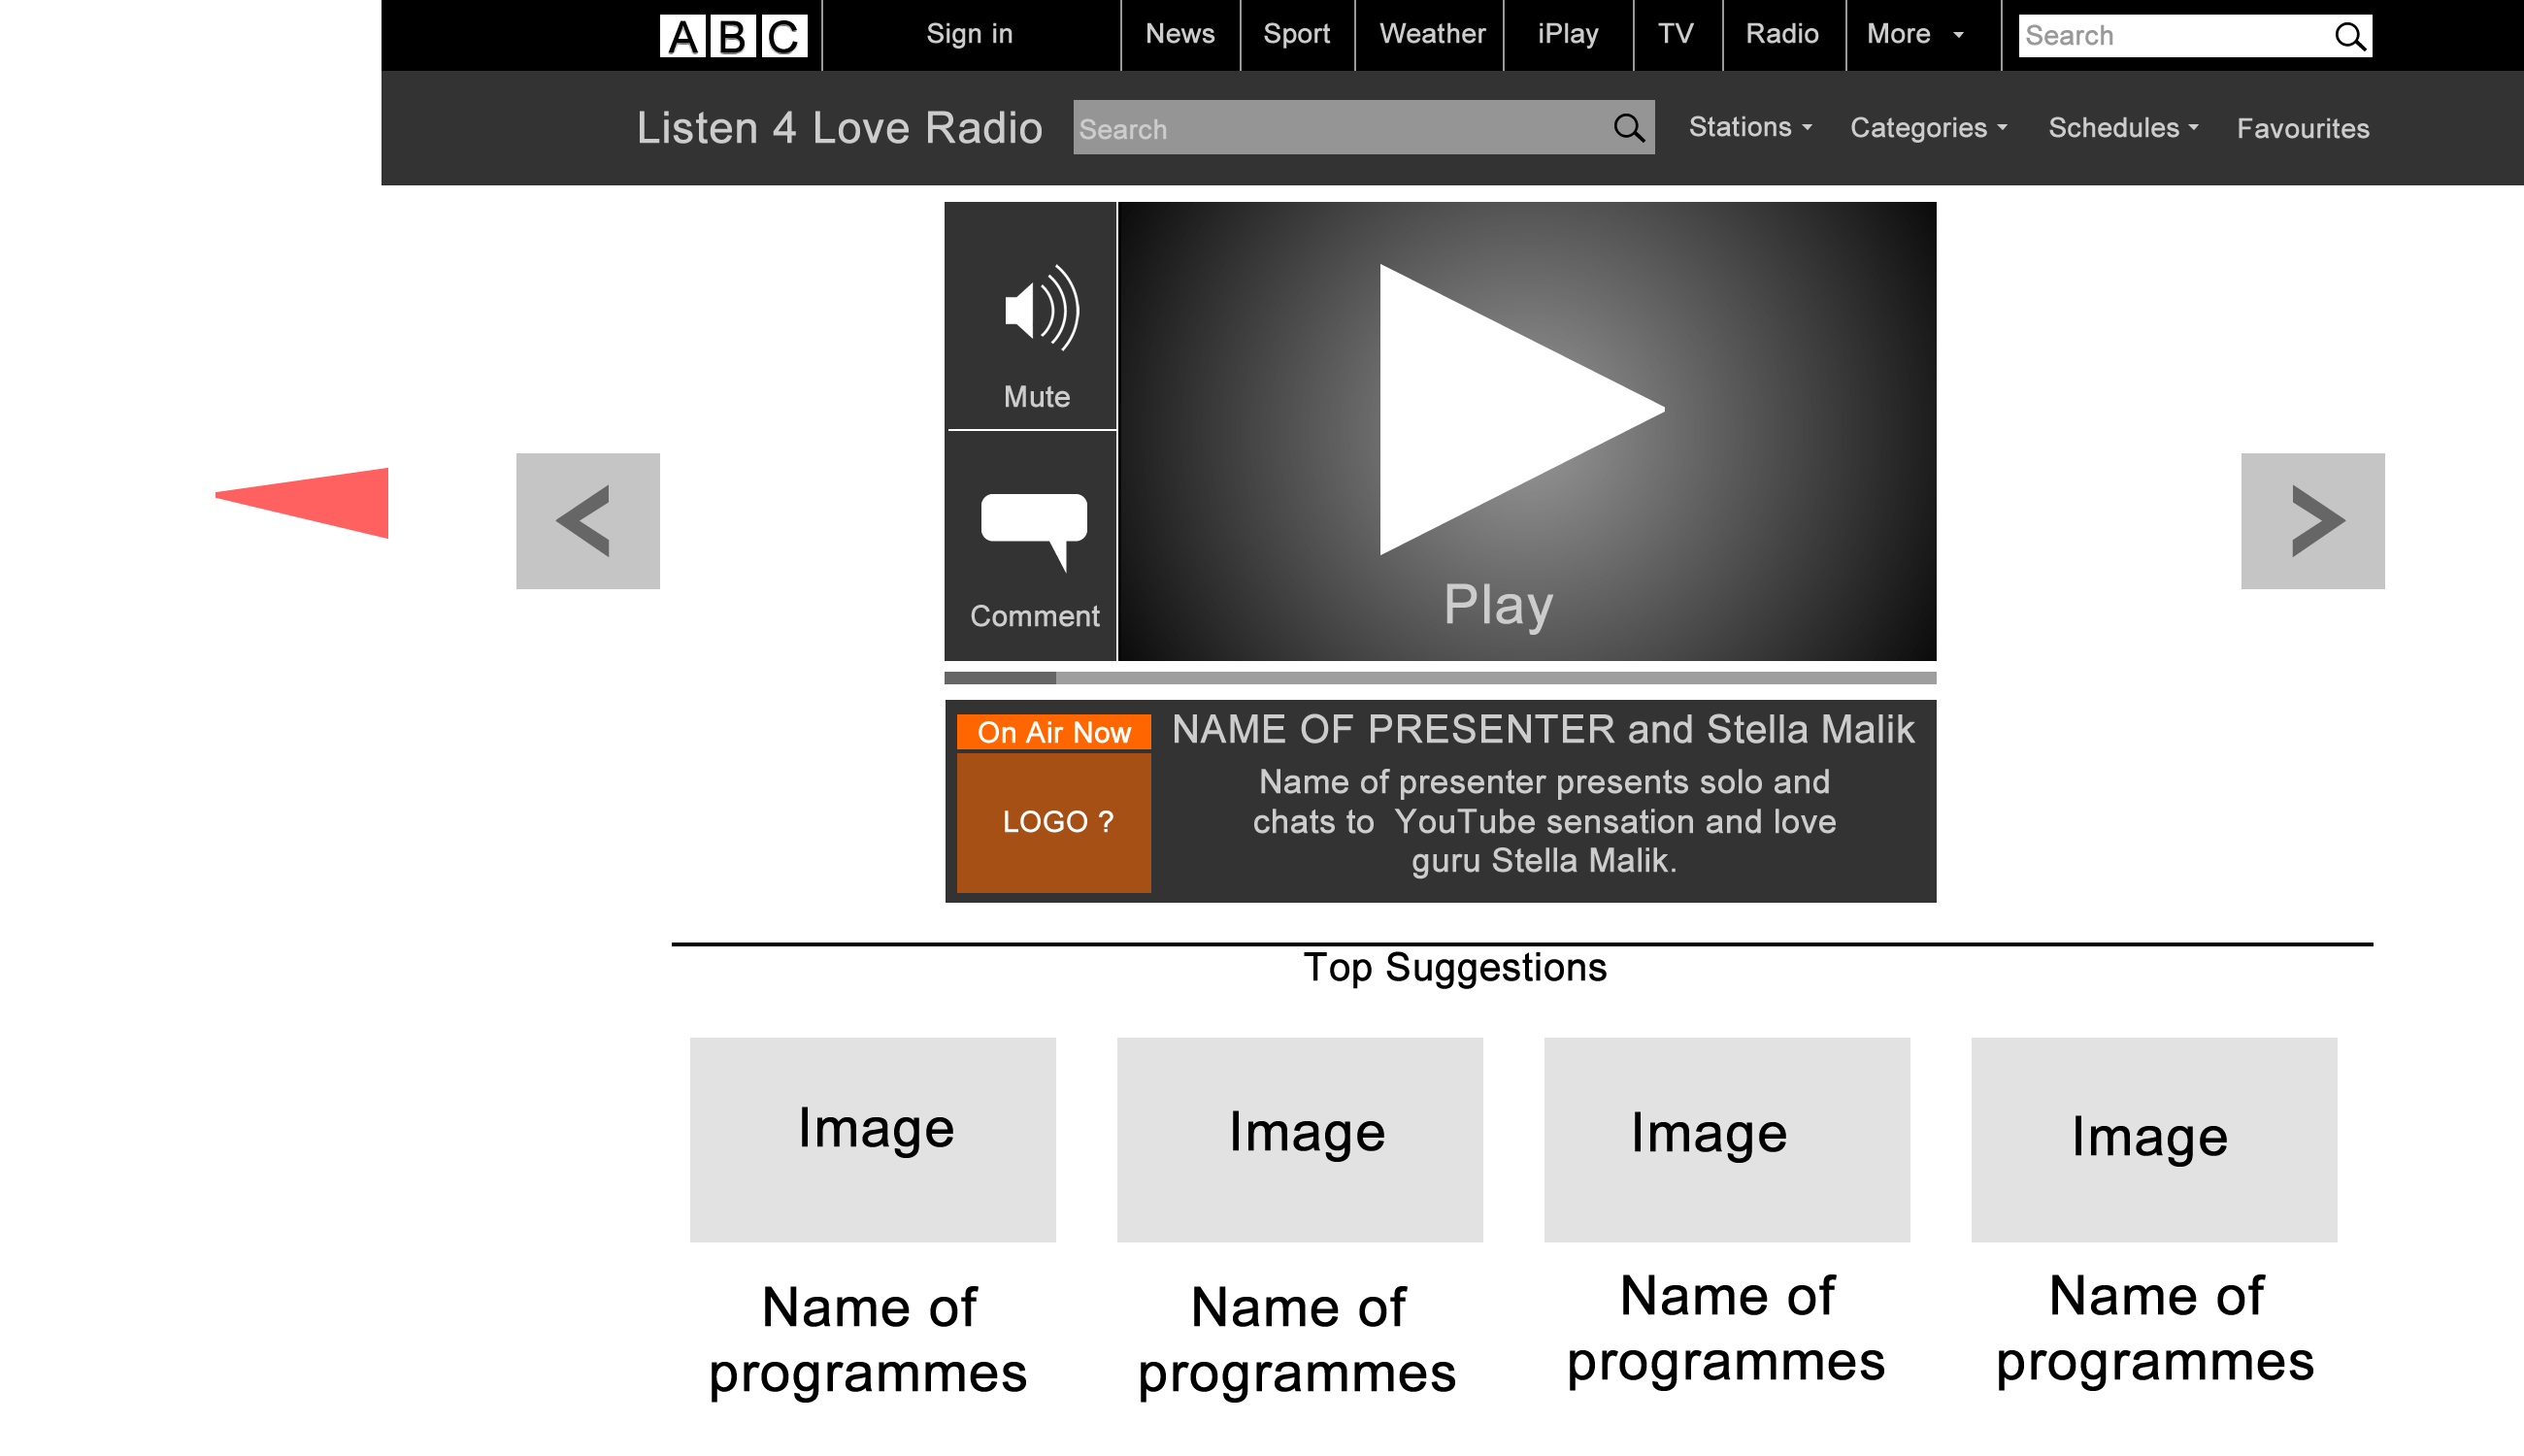 ABC Sign in News Sport Weather iPlay TV Radio More Search
Listen 4 Love Radio Search Stations Categories Schedules Favourites
Mute
<
>
Comment
Play
On Air Now
NAME OF PRESENTER and Stella Malik
LOGO ?
Name of presenter presents solo and
chats to YouTube sensation and love
guru Stella Malik.
Top Suggestions
Image Image Image Image
Name of
programmes
Name of
programmes
Name of
programmes
Name of
programmes